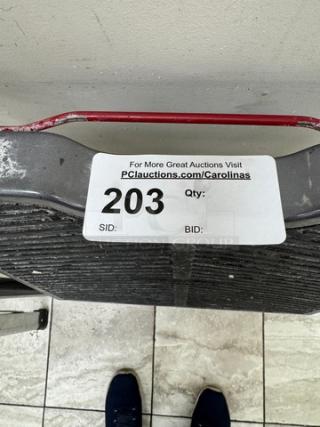 For More Great Auctions Visit
PCIauctions.com/Carolinas
203 Qty:
SID: BID: